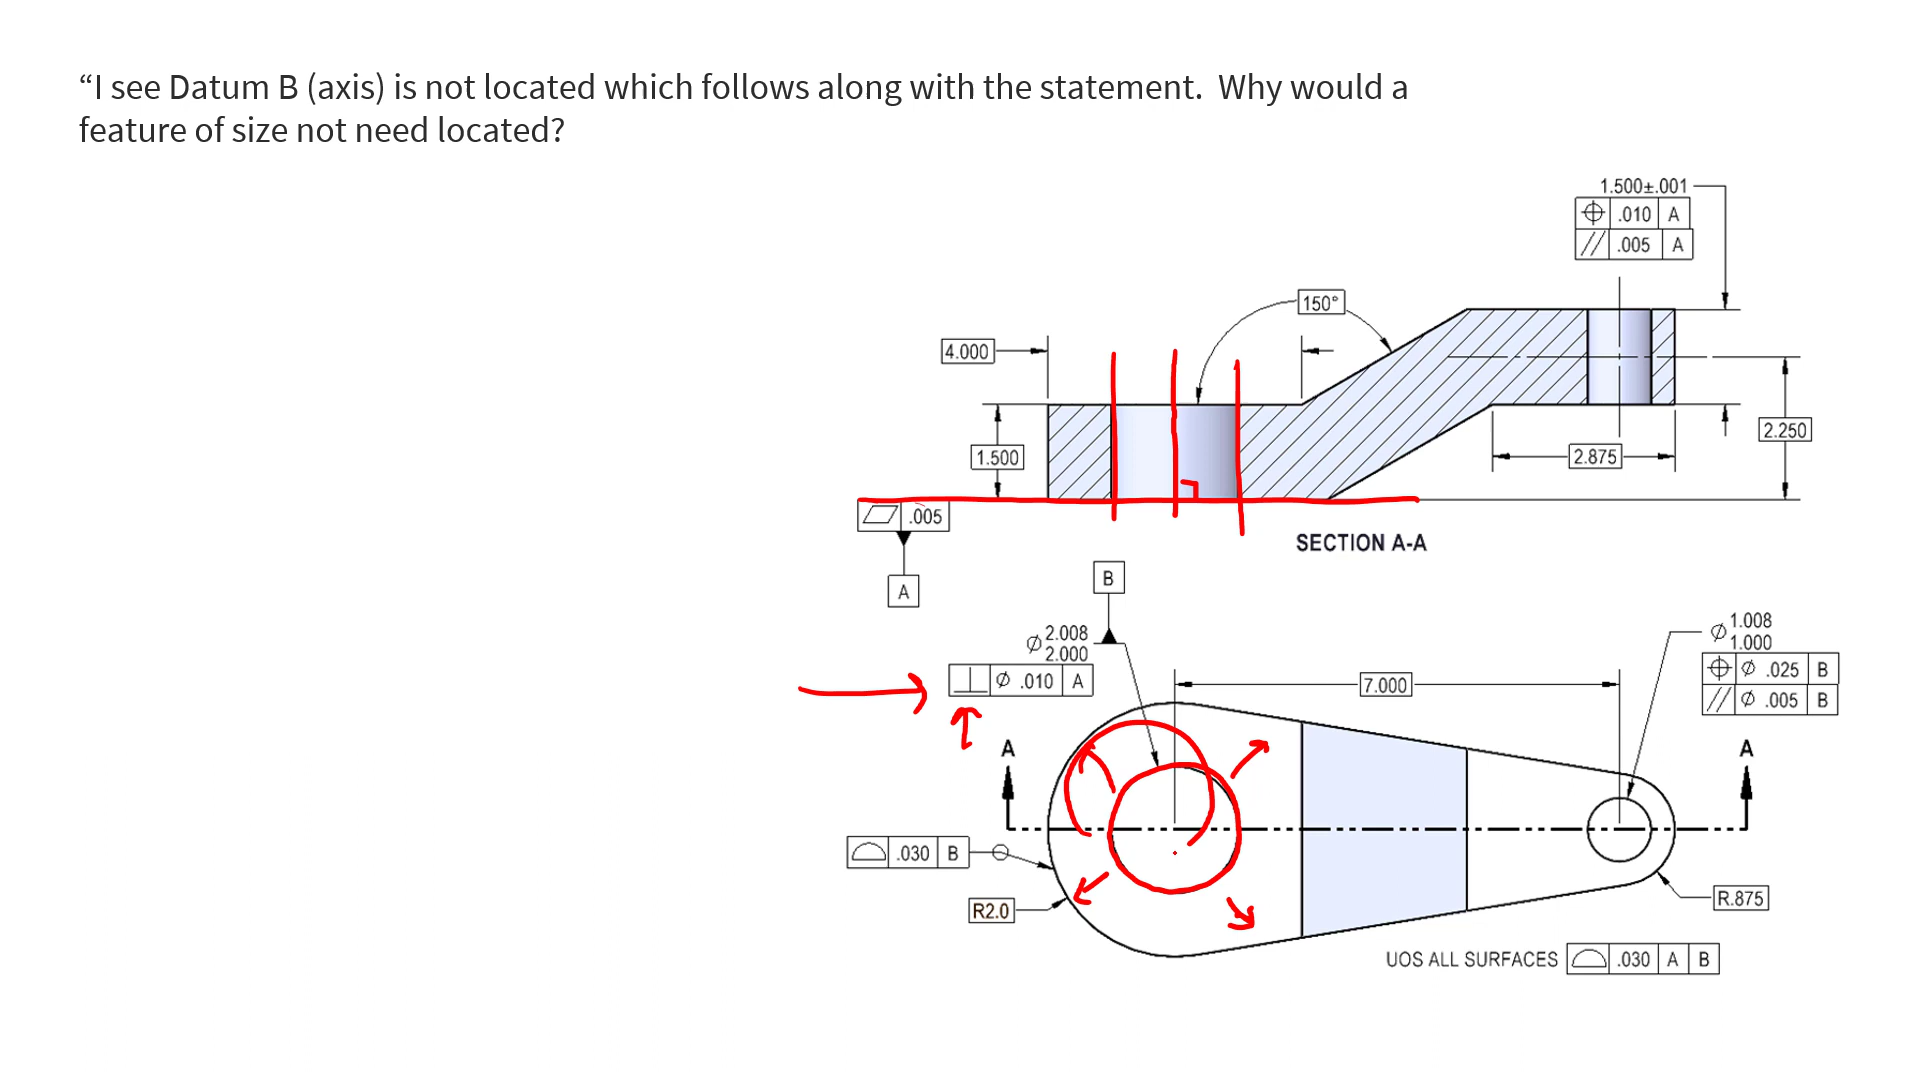 “I see Datum B (axis) is not located which follows along with the statement.  Why would a
feature of size not need located?
1.500±.001
⌖ .010 A
// .005 A
150°
4.000
1.500
2.250
2.875
⏥ .005
A
SECTION A-A
B
⌀ 2.008
2.000
⟂ ⌀ .010 A
7.000
⌀ 1.008
1.000
⌖ ⌀ .025 B
// ⌀ .005 B
A
A
⌓ .030 B
R2.0
R.875
UOS ALL SURFACES ⌓ .030 A B